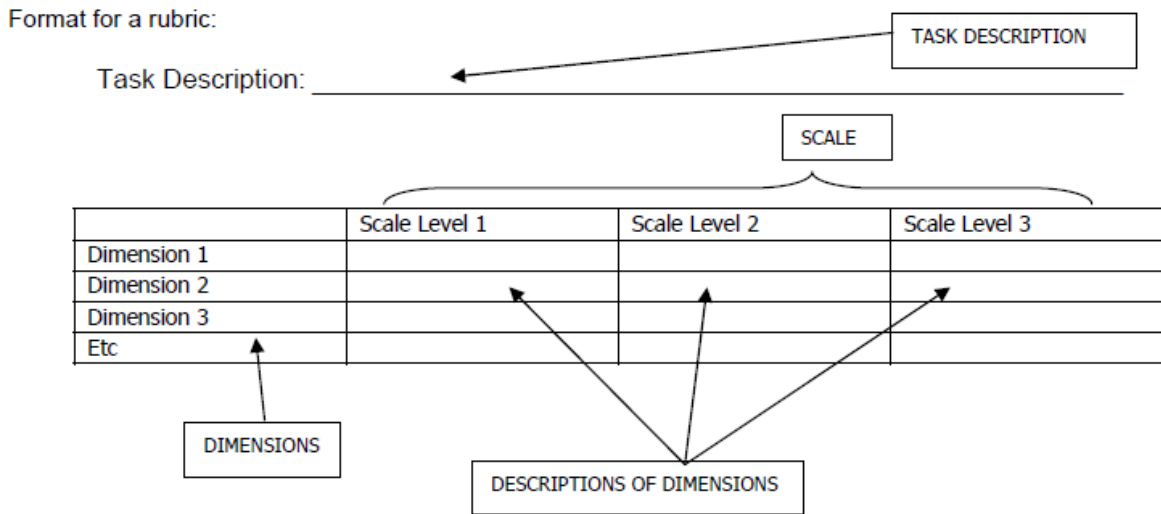 Format for a rubric:
TASK DESCRIPTION
Task Description:
SCALE
Scale Level 1 Scale Level 2 Scale Level 3
Dimension 1
Dimension 2
Dimension 3
Etc
DIMENSIONS
DESCRIPTIONS OF DIMENSIONS